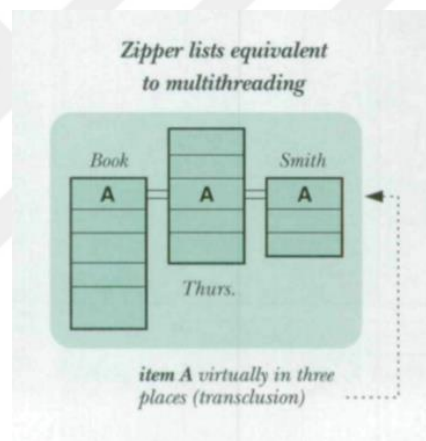 Zipper lists equivalent
to multithreading
Book
Smith
A
A
A
Thurs.
item A virtually in three
places (transclusion)